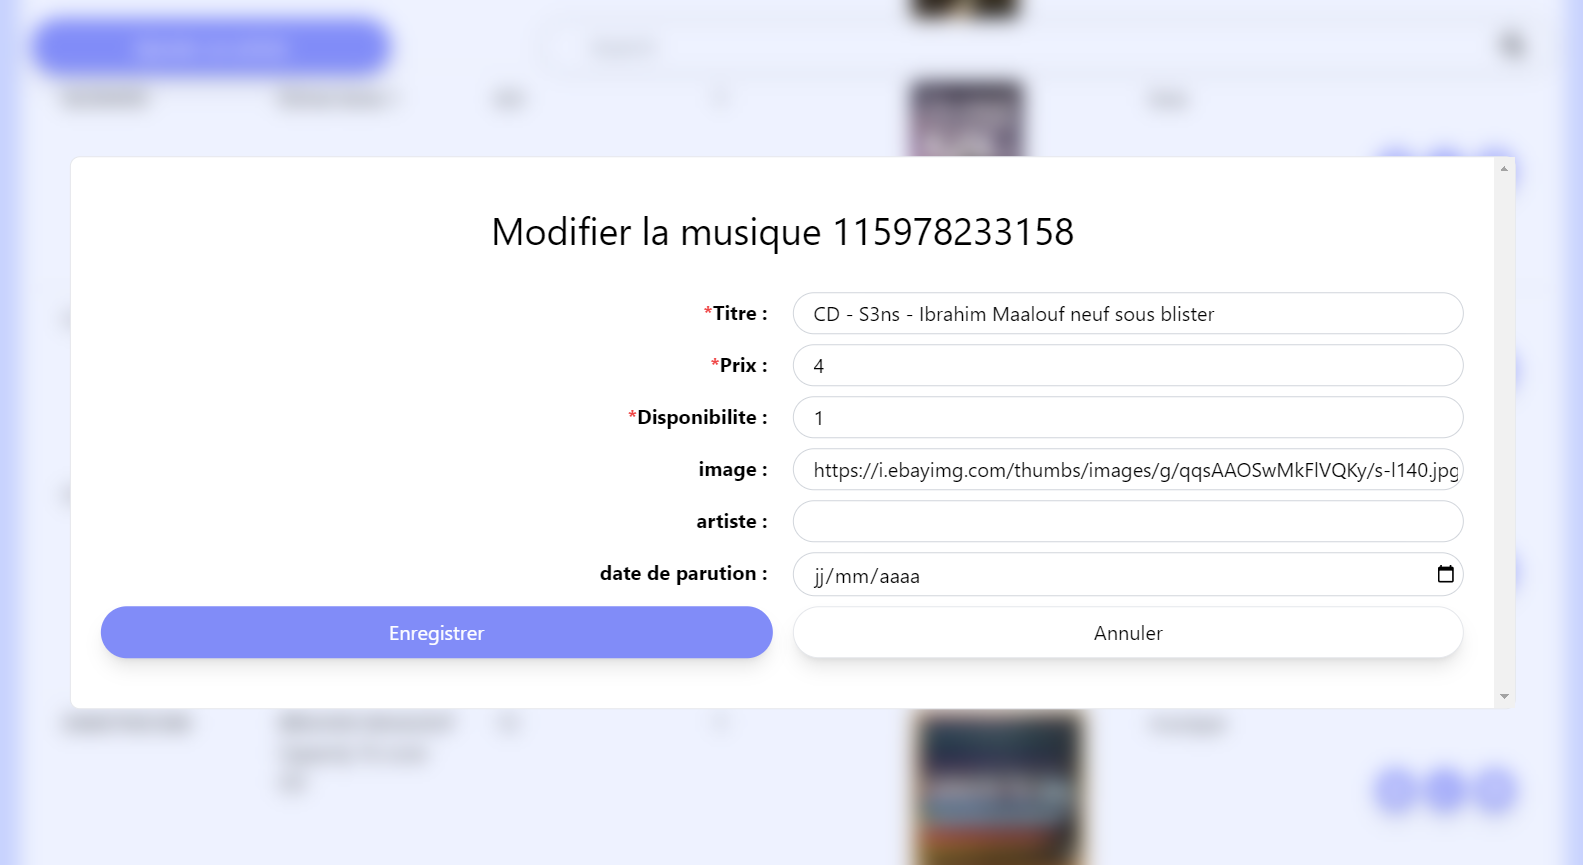 Modifier la musique 115978233158
*Titre : CD - S3ns - Ibrahim Maalouf neuf sous blister
*Prix : 4
*Disponibilite : 1
image : https://i.ebayimg.com/thumbs/images/g/qqsAAOSwMkFlVQKy/s-l140.jpg
artiste :
date de parution : jj/mm/aaaa
Enregistrer Annuler